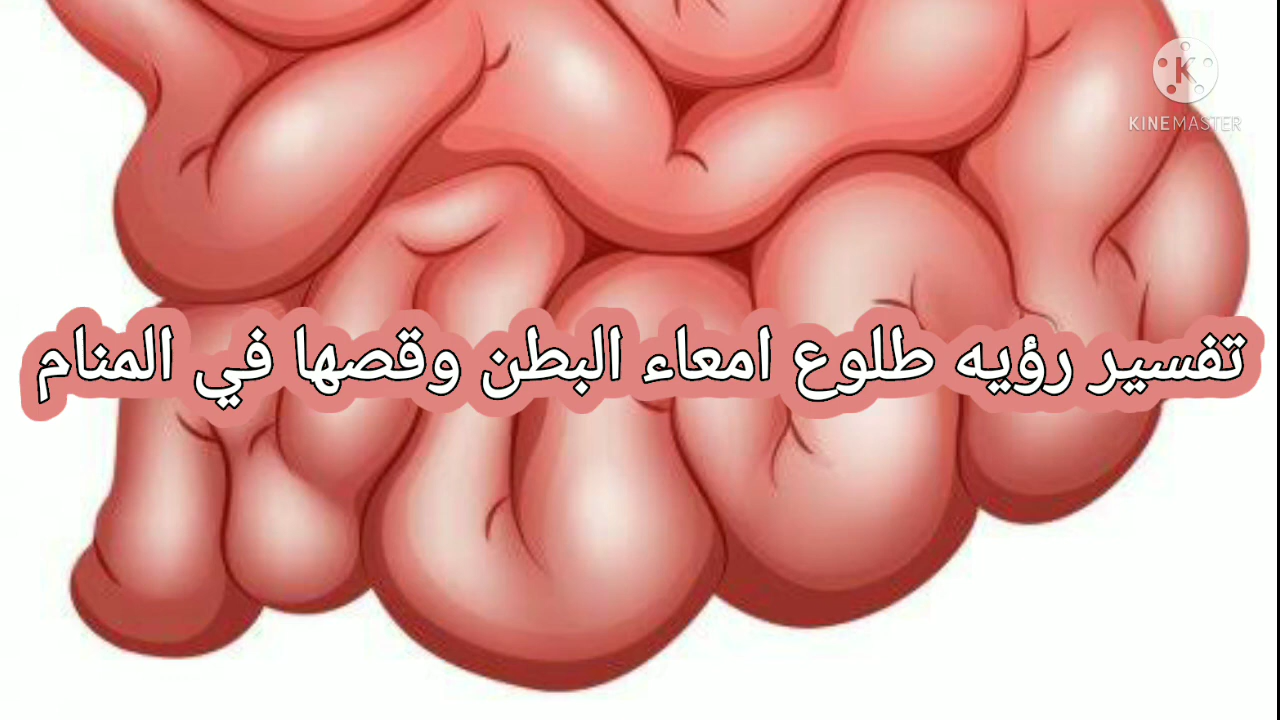 KINEMASTER
تفسير رؤيه طلوع امعاء البطن وقصها في المنام